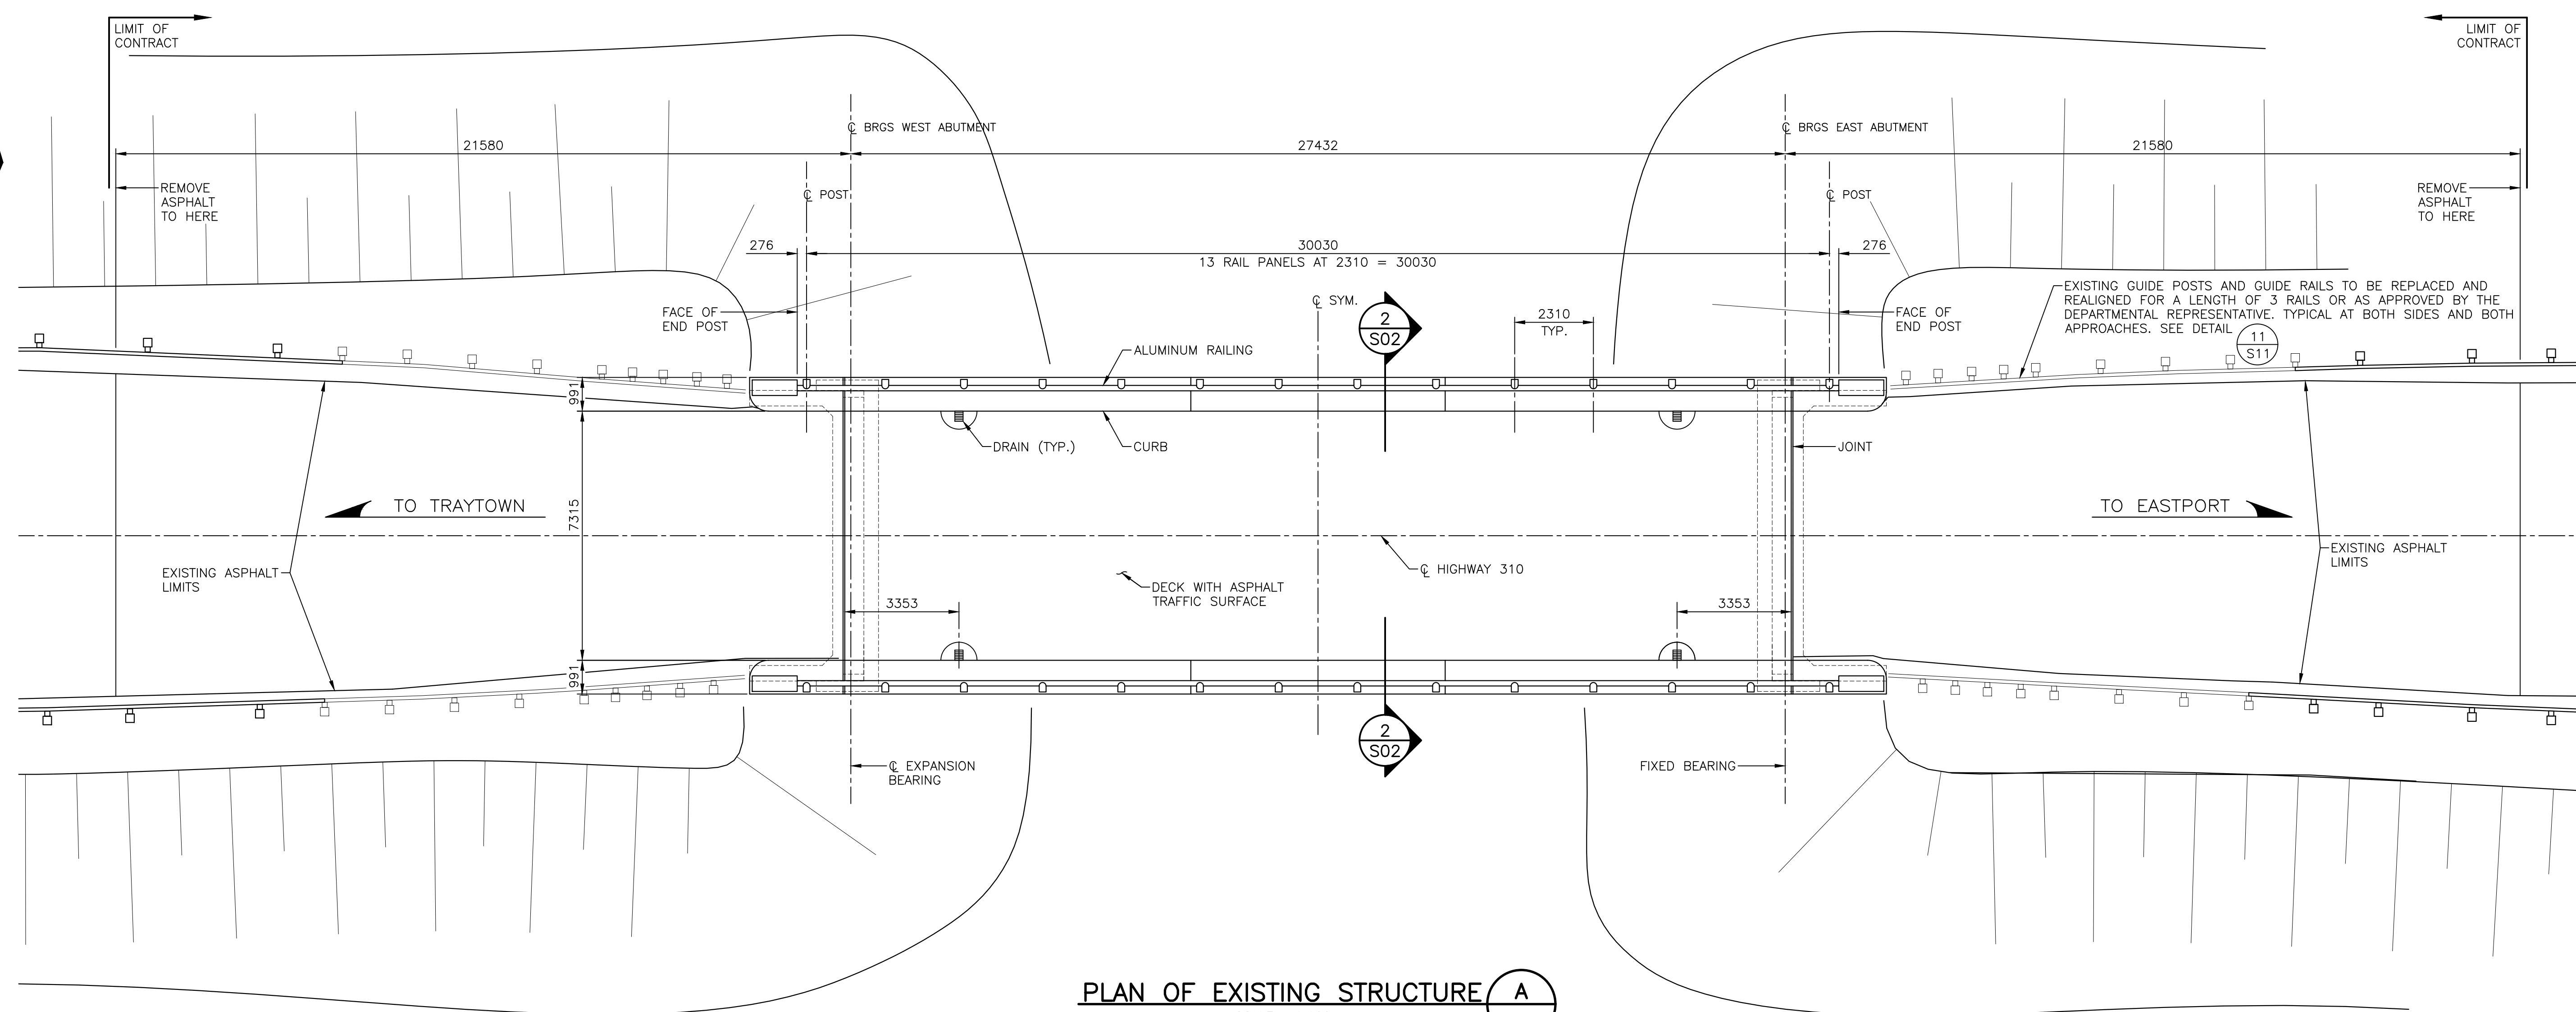 LIMIT OF
CONTRACT
LIMIT OF
CONTRACT
℄ BRGS WEST ABUTMENT
℄ BRGS EAST ABUTMENT
21580
27432
21580
REMOVE
ASPHALT
TO HERE
℄ POST
℄ POST
REMOVE
ASPHALT
TO HERE
276
30030
276
13 RAIL PANELS AT 2310 = 30030
℄ SYM.
EXISTING GUIDE POSTS AND GUIDE RAILS TO BE REPLACED AND
REALIGNED FOR A LENGTH OF 3 RAILS OR AS APPROVED BY THE
DEPARTMENTAL REPRESENTATIVE. TYPICAL AT BOTH SIDES AND BOTH
APPROACHES. SEE DETAIL
11
S11
FACE OF
END POST
2
S02
2310
TYP.
FACE OF
END POST
ALUMINUM RAILING
991
DRAIN (TYP.)
CURB
JOINT
TO TRAYTOWN
7315
TO EASTPORT
EXISTING ASPHALT
LIMITS
℄ HIGHWAY 310
EXISTING ASPHALT
LIMITS
DECK WITH ASPHALT
TRAFFIC SURFACE
3353
3353
991
2
S02
℄ EXPANSION
BEARING
FIXED BEARING
PLAN OF EXISTING STRUCTURE
A